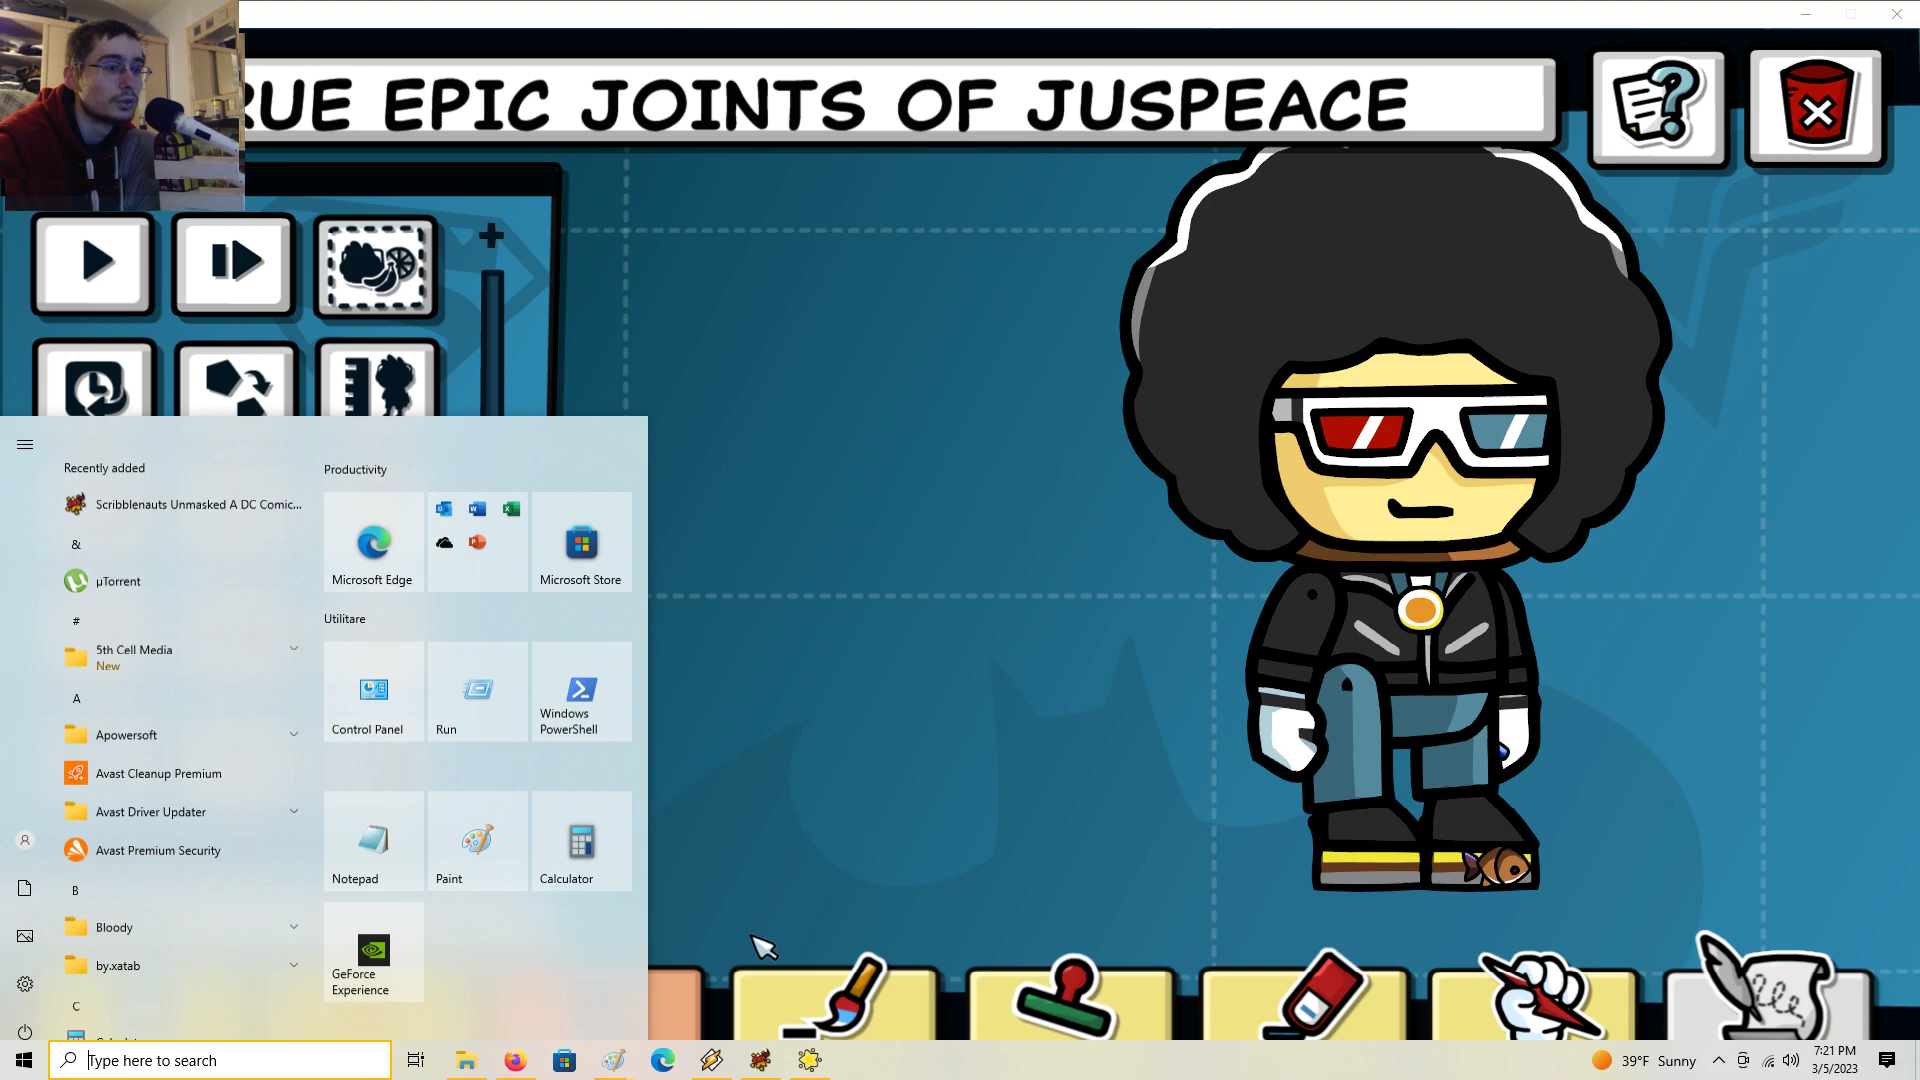 RUE EPIC JOINTS OF JUSPEACE
Recently added
Scribblenauts Unmasked A DC Comic...
&
µTorrent
#
5th Cell Media
New
A
Apowersoft
Avast Cleanup Premium
Avast Driver Updater
Avast Premium Security
B
Bloody
by.xatab
C
Productivity
Microsoft Edge
Microsoft Store
Utilitare
Control Panel
Run
Windows
PowerShell
Notepad
Paint
Calculator
GeForce
Experience
Type here to search
39°F Sunny
7:21 PM
3/5/2023